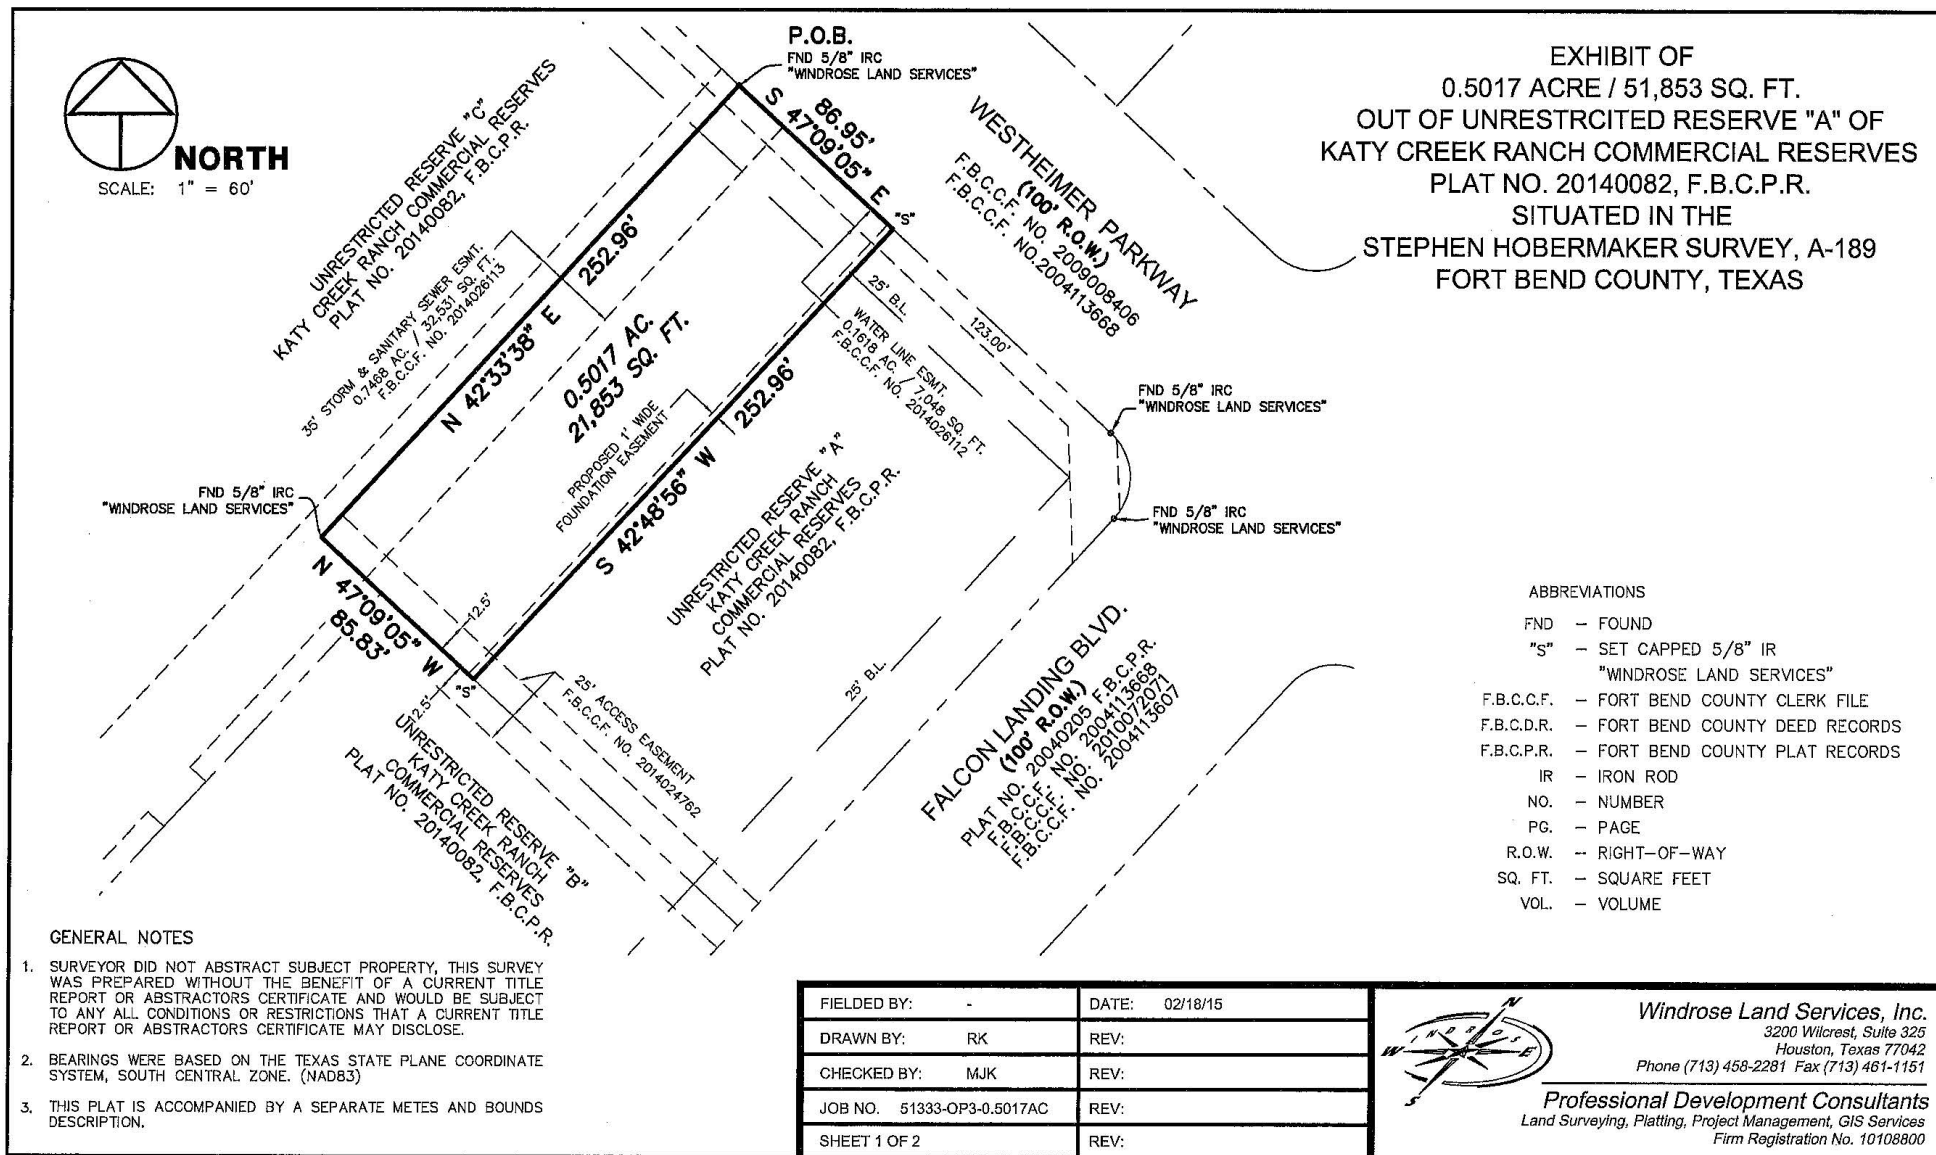 P.O.B.
FND 5/8" IRC
"WINDROSE LAND SERVICES"
EXHIBIT OF
0.5017 ACRE / 51,853 SQ. FT.
OUT OF UNRESTRCITED RESERVE "A" OF
KATY CREEK RANCH COMMERCIAL RESERVES
PLAT NO. 20140082, F.B.C.P.R.
SITUATED IN THE
STEPHEN HOBERMAKER SURVEY, A-189
FORT BEND COUNTY, TEXAS
NORTH
SCALE: 1" = 60'
UNRESTRICTED RESERVE "C"
KATY CREEK RANCH COMMERCIAL RESERVES
PLAT NO. 20140082, F.B.C.P.R.
35' STORM & SANITARY SEWER ESMT.
0.7468 AC. / 32,531 SQ. FT.
F.B.C.C.F. NO. 2014026113
N 42°33'38" E 252.96'
86.95'
S 47°09'05" E
"S"
WESTHEIMER PARKWAY
(100' R.O.W.)
F.B.C.C.F. NO. 2009008406
F.B.C.C.F. NO.2004113668
0.5017 AC.
21,853 SQ. FT.
25' B.L.
123.00'
WATER LINE ESMT.
0.1618 AC. / 7,048 SQ. FT.
F.B.C.C.F. NO. 2014026112
PROPOSED 1' WIDE
FOUNDATION EASEMENT
S 42°48'56" W 252.96'
FND 5/8" IRC
"WINDROSE LAND SERVICES"
FND 5/8" IRC
"WINDROSE LAND SERVICES"
FND 5/8" IRC
"WINDROSE LAND SERVICES"
UNRESTRICTED RESERVE "A"
KATY CREEK RANCH
COMMERCIAL RESERVES
PLAT NO. 20140082, F.B.C.P.R.
N 47°09'05" W
85.83'
12.5'
"S"
12.5'
25' ACCESS EASEMENT
F.B.C.C.F. NO. 2014024762
25' B.L.
UNRESTRICTED RESERVE "B"
KATY CREEK RANCH
COMMERCIAL RESERVES
PLAT NO. 20140082, F.B.C.P.R.
FALCON LANDING BLVD.
(100' R.O.W.)
PLAT NO. 20040205 F.B.C.P.R.
F.B.C.C.F. NO. 2004113668
F.B.C.C.F. NO. 2010072071
F.B.C.C.F. NO. 2004113607
ABBREVIATIONS
FND – FOUND
"S" – SET CAPPED 5/8" IR
"WINDROSE LAND SERVICES"
F.B.C.C.F. – FORT BEND COUNTY CLERK FILE
F.B.C.D.R. – FORT BEND COUNTY DEED RECORDS
F.B.C.P.R. – FORT BEND COUNTY PLAT RECORDS
IR – IRON ROD
NO. – NUMBER
PG. – PAGE
R.O.W. – RIGHT-OF-WAY
SQ. FT. – SQUARE FEET
VOL. – VOLUME
GENERAL NOTES
1. SURVEYOR DID NOT ABSTRACT SUBJECT PROPERTY, THIS SURVEY
WAS PREPARED WITHOUT THE BENEFIT OF A CURRENT TITLE
REPORT OR ABSTRACTORS CERTIFICATE AND WOULD BE SUBJECT
TO ANY ALL CONDITIONS OR RESTRICTIONS THAT A CURRENT TITLE
REPORT OR ABSTRACTORS CERTIFICATE MAY DISCLOSE.
2. BEARINGS WERE BASED ON THE TEXAS STATE PLANE COORDINATE
SYSTEM, SOUTH CENTRAL ZONE. (NAD83)
3. THIS PLAT IS ACCOMPANIED BY A SEPARATE METES AND BOUNDS
DESCRIPTION.
FIELDED BY: - DATE: 02/18/15
DRAWN BY: RK REV:
CHECKED BY: MJK REV:
JOB NO. 51333-OP3-0.5017AC REV:
SHEET 1 OF 2 REV:
WINDROSE
N
W
E
S
Windrose Land Services, Inc.
3200 Wilcrest, Suite 325
Houston, Texas 77042
Phone (713) 458-2281 Fax (713) 461-1151
Professional Development Consultants
Land Surveying, Platting, Project Management, GIS Services
Firm Registration No. 10108800